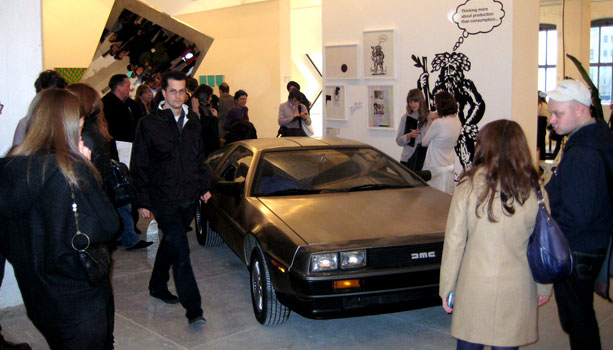 Thinking more
about production
than consumption...
DMC